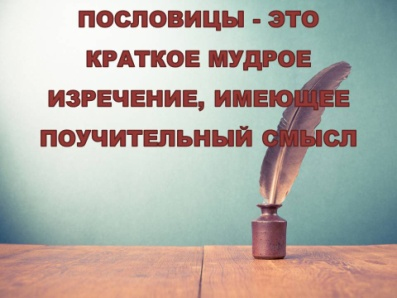 ПОСЛОВИЦЫ - ЭТО
КРАТКОЕ МУДРОЕ
ИЗРЕЧЕНИЕ, ИМЕЮЩЕЕ
ПОУЧИТЕЛЬНЫЙ СМЫСЛ